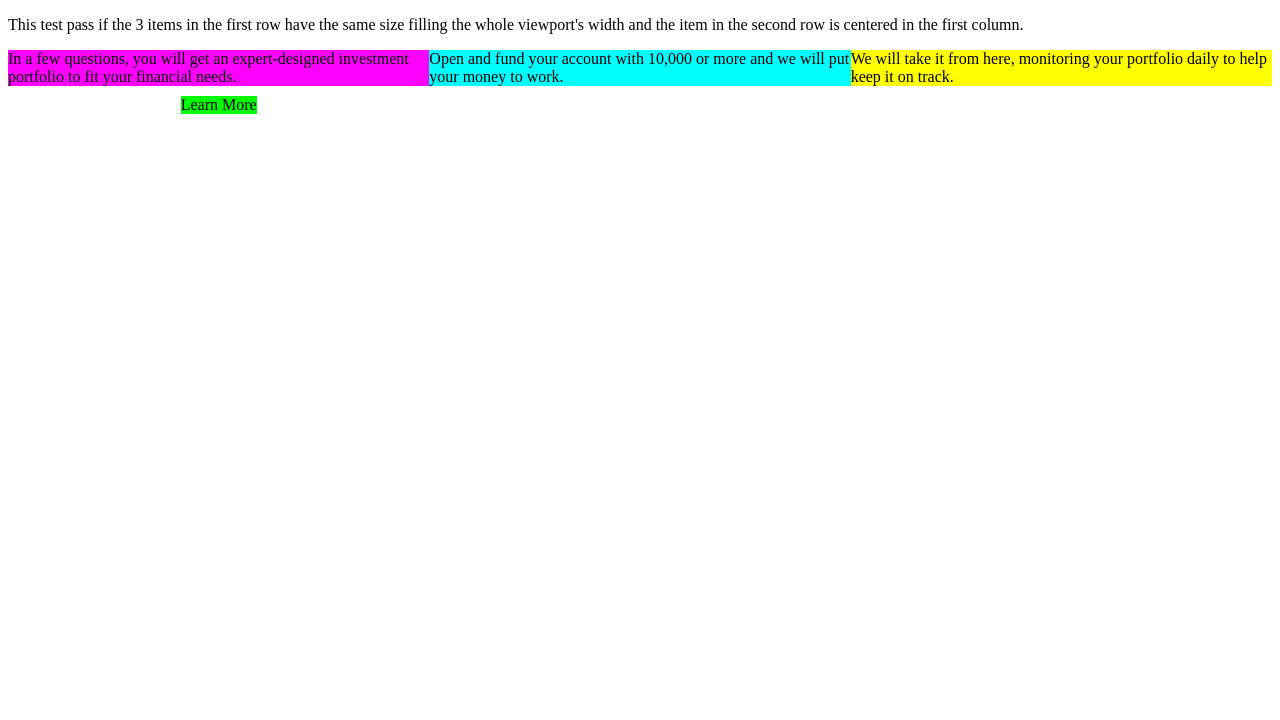 This test pass if the 3 items in the first row have the same size filling the whole viewport's width and the item in the second row is centered in the first column.
In a few questions, you will get an expert-designed investment
portfolio to fit your financial needs.
Open and fund your account with 10,000 or more and we will put
your money to work.
We will take it from here, monitoring your portfolio daily to help
keep it on track.
Learn More